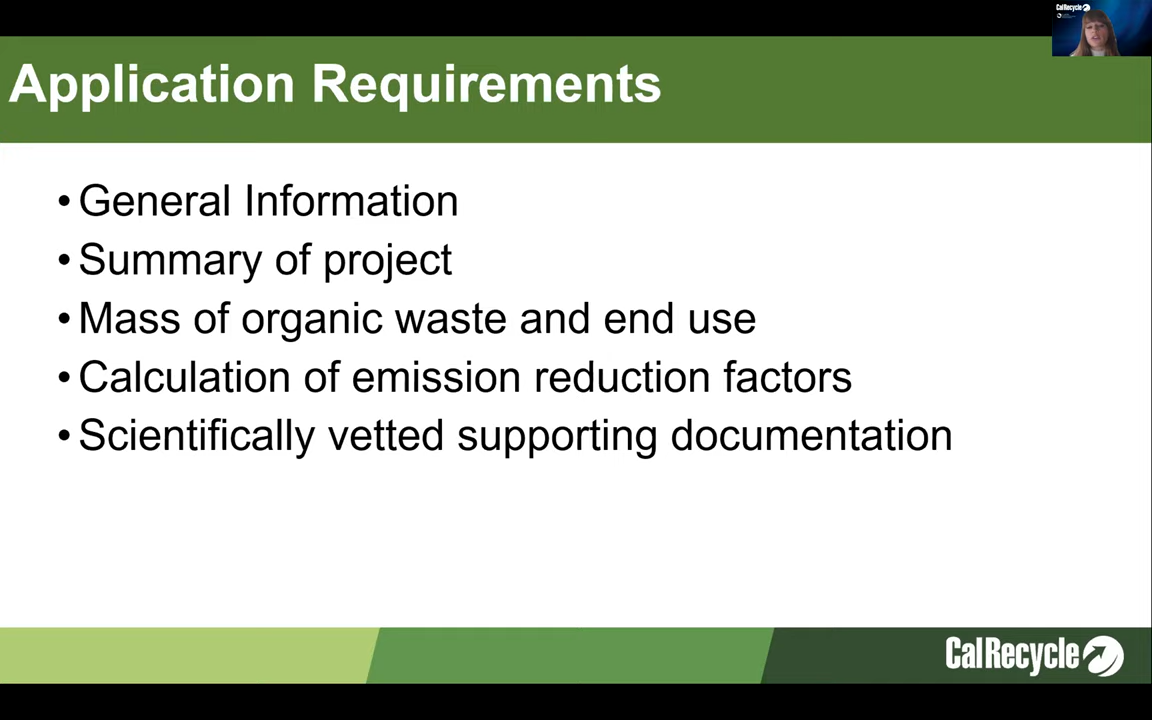 CalRecycle
Application Requirements
• General Information
• Summary of project
• Mass of organic waste and end use
• Calculation of emission reduction factors
• Scientifically vetted supporting documentation
CalRecycle